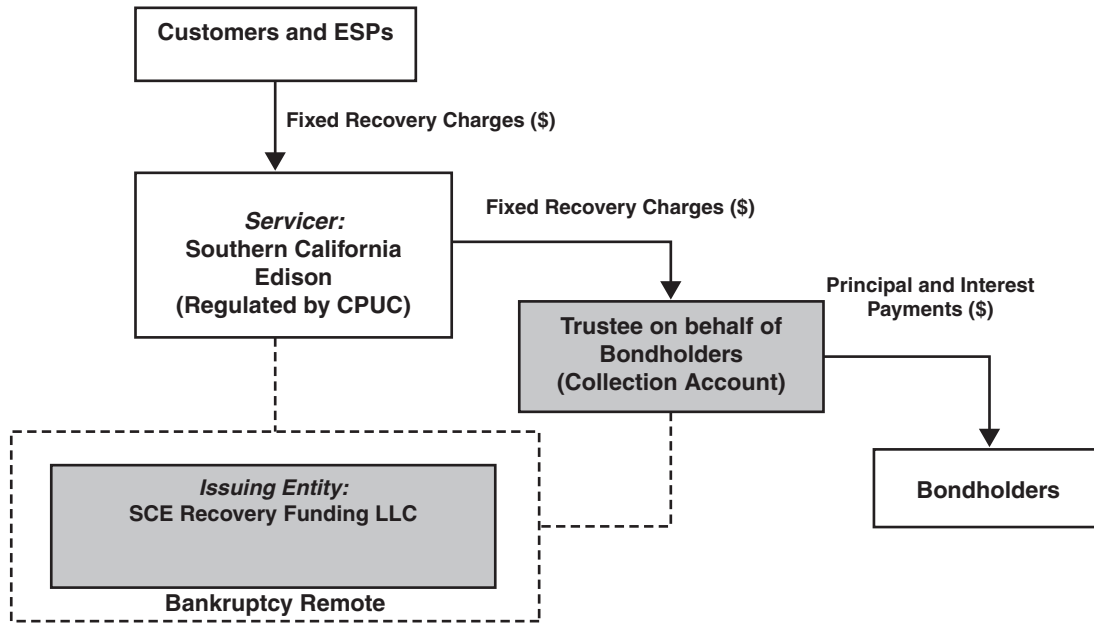 Customers and ESPs
Fixed Recovery Charges ($)
Servicer:
Southern California
Edison
(Regulated by CPUC)
Fixed Recovery Charges ($)
Trustee on behalf of
Bondholders
(Collection Account)
Principal and Interest
Payments ($)
Bondholders
Issuing Entity:
SCE Recovery Funding LLC
Bankruptcy Remote